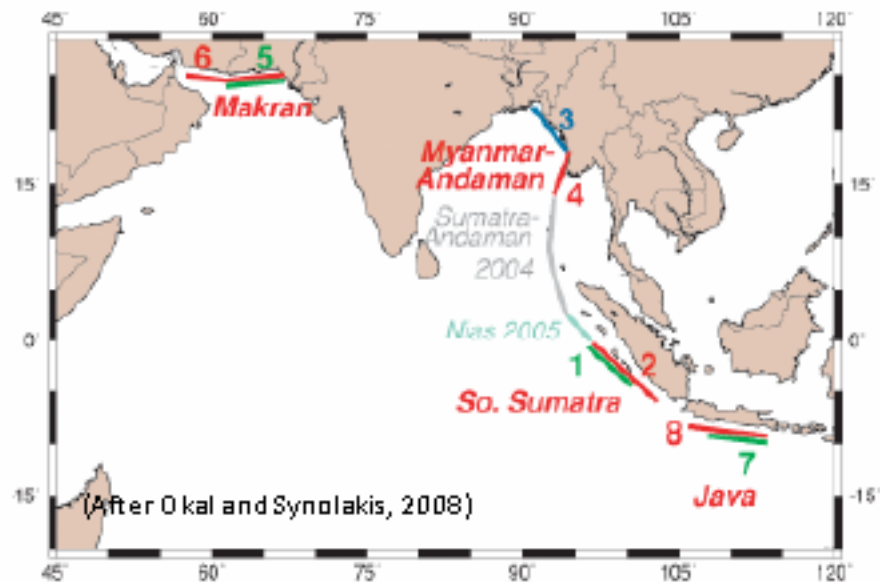 45° 60° 75° 90° 105° 120°
6 5
Makran
3
Myanmar-
Andaman
15° 15°
4
Sumatra-
Andaman
2004
Nias 2005
0° 0°
1 2
So. Sumatra
8
7
Java
-15° -15°
(After Okal and Synolakis, 2008)
45° 60° 75° 90° 105° 120°